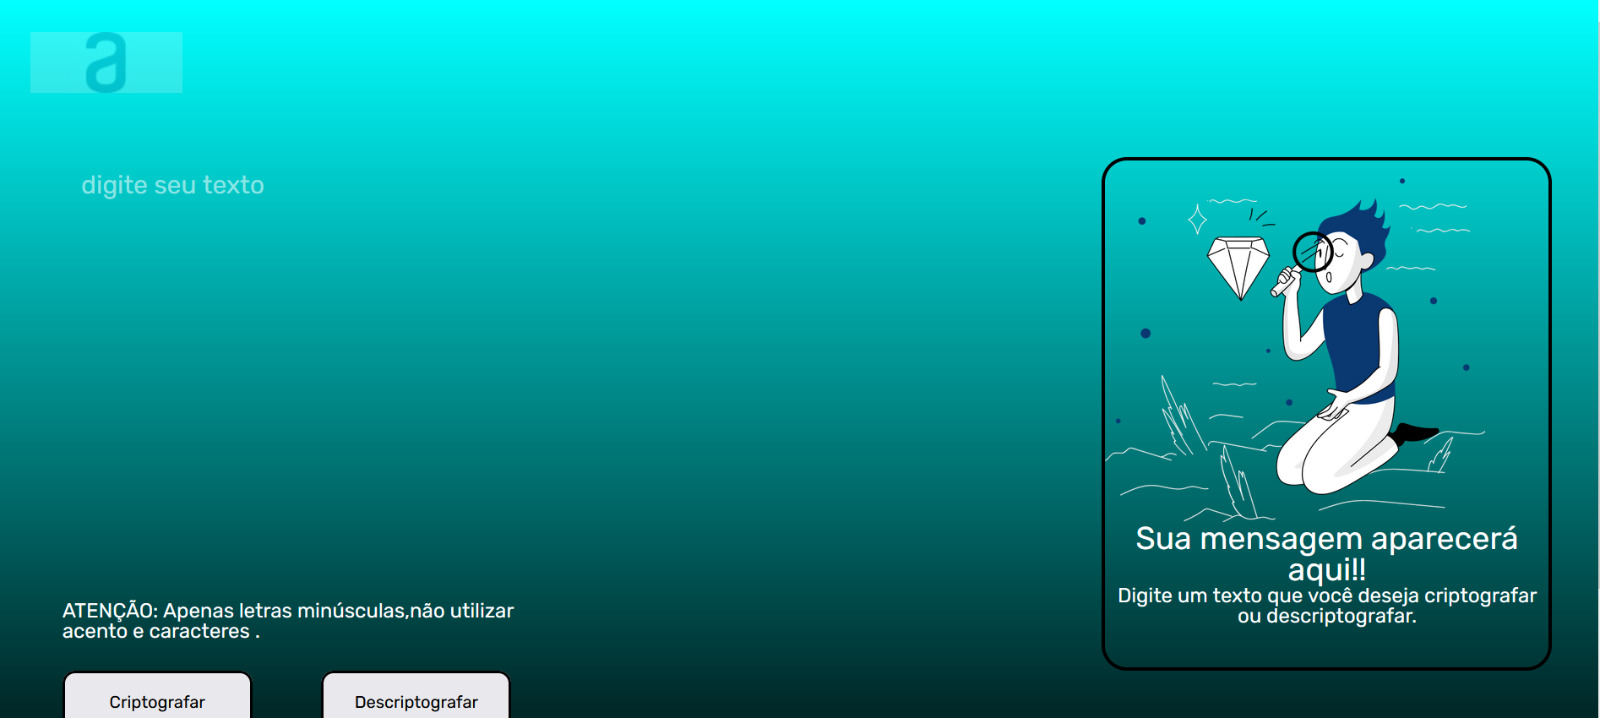 a
digite seu texto
Sua mensagem aparecerá
aqui!!
Digite um texto que você deseja criptografar
ou descriptografar.
ATENÇÃO: Apenas letras minúsculas,não utilizar
acento e caracteres .
Criptografar
Descriptografar